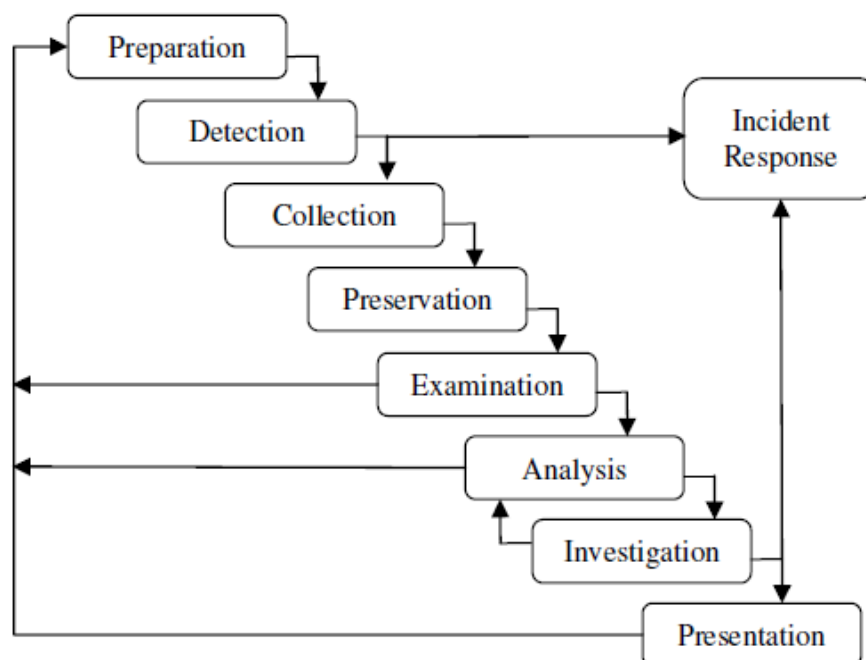 Preparation
Detection
Incident
Response
Collection
Preservation
Examination
Analysis
Investigation
Presentation